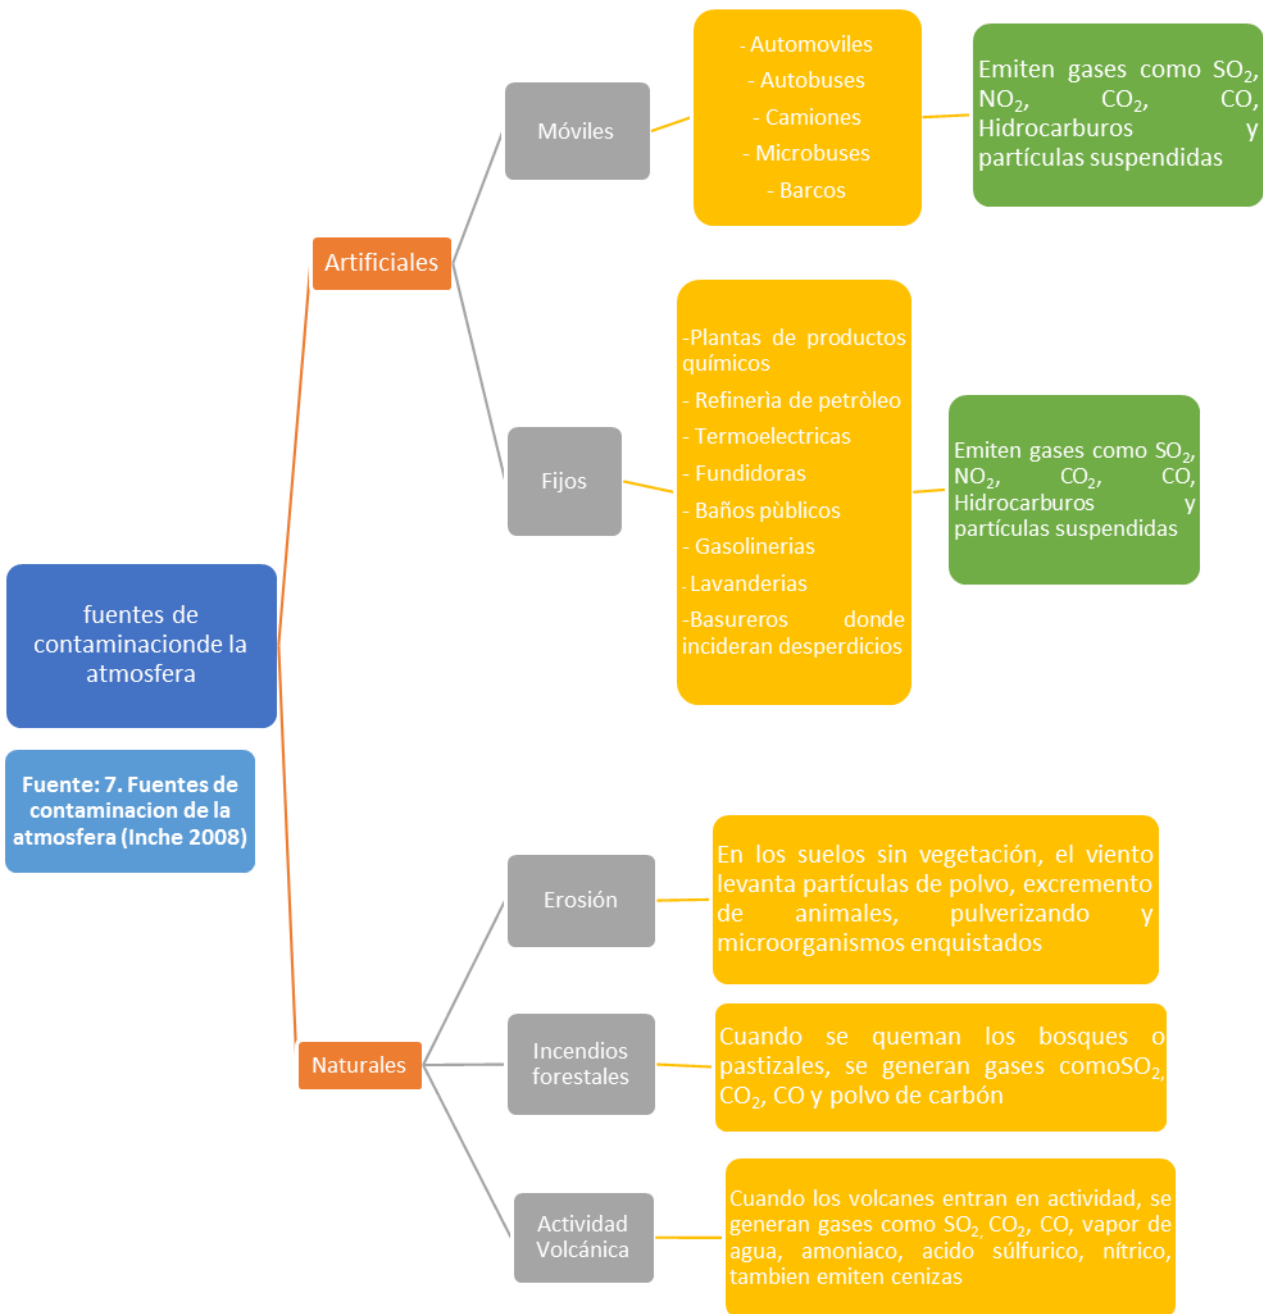 fuentes de
contaminacionde la
atmosfera
Fuente: 7. Fuentes de
contaminacion de la
atmosfera (Inche 2008)
Artificiales
Móviles
- Automoviles
- Autobuses
- Camiones
- Microbuses
- Barcos
Emiten gases como SO₂,
NO₂, CO₂, CO,
Hidrocarburos y
partículas suspendidas
Fijos
-Plantas de productos
químicos
- Refinerìa de petròleo
- Termoelectricas
- Fundidoras
- Baños pùblicos
- Gasolinerias
- Lavanderias
-Basureros donde
incideran desperdicios
Emiten gases como SO₂,
NO₂, CO₂, CO,
Hidrocarburos y
partículas suspendidas
Naturales
Erosión
En los suelos sin vegetación, el viento
levanta partículas de polvo, excremento
de animales, pulverizando y
microorganismos enquistados
Incendios
forestales
Cuando se queman los bosques o
pastizales, se generan gases comoSO₂,
CO₂, CO y polvo de carbón
Actividad
Volcánica
Cuando los volcanes entran en actividad, se
generan gases como SO₂, CO₂, CO, vapor de
agua, amoniaco, acido súlfurico, nítrico,
tambien emiten cenizas